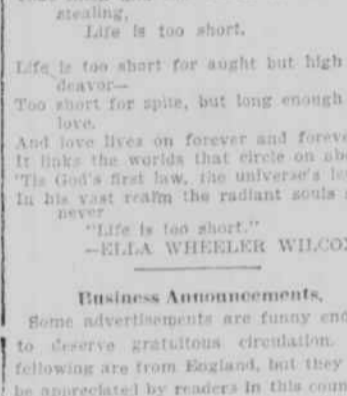 stealing,
Life is too short.
Life is too short for aught but high
deavor—
Too short for spite, but long enough
love.
And love lives on forever and foreve
It links the worlds that circle on abo
'Tis God's first law, the universe's le
In his vast realm the radiant souls s
never
"Life is too short."
—ELLA WHEELER WILCOX
Business Announcements.
Some advertisements are funny eno
to deserve gratuitous circulation.
following are from England, but they
be appreciated by readers in this coun